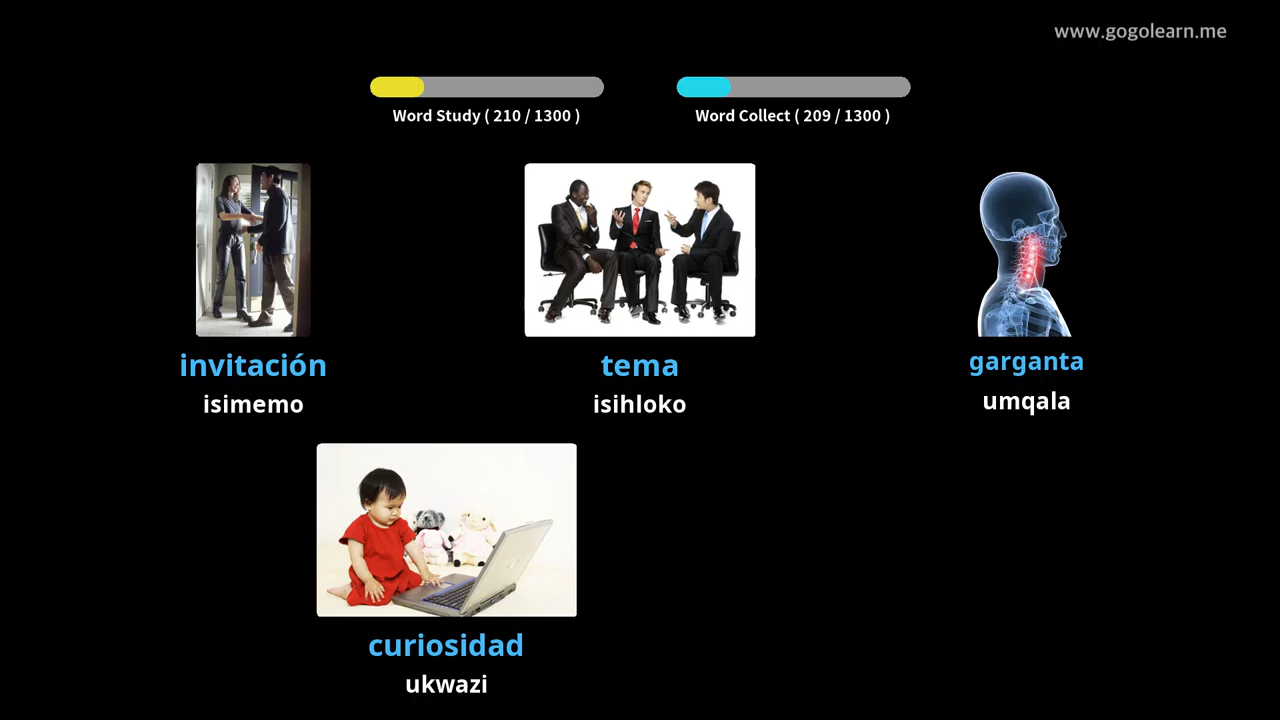 www.gogolearn.me
Word Study ( 210 / 1300 )
Word Collect ( 209 / 1300 )
invitación
isimemo
tema
isihloko
garganta
umqala
curiosidad
ukwazi